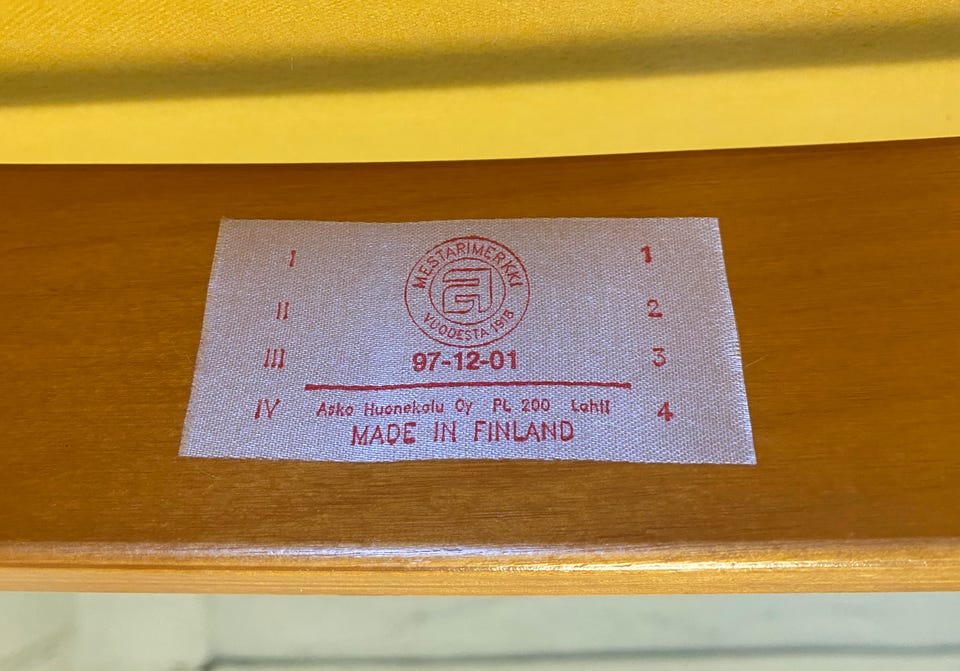 MESTARIMERKKI
VUODESTA 1918
I 1
II 2
97-12-01
III 3
Asko Huonekalu Oy PL 200 Lahti
IV 4
MADE IN FINLAND